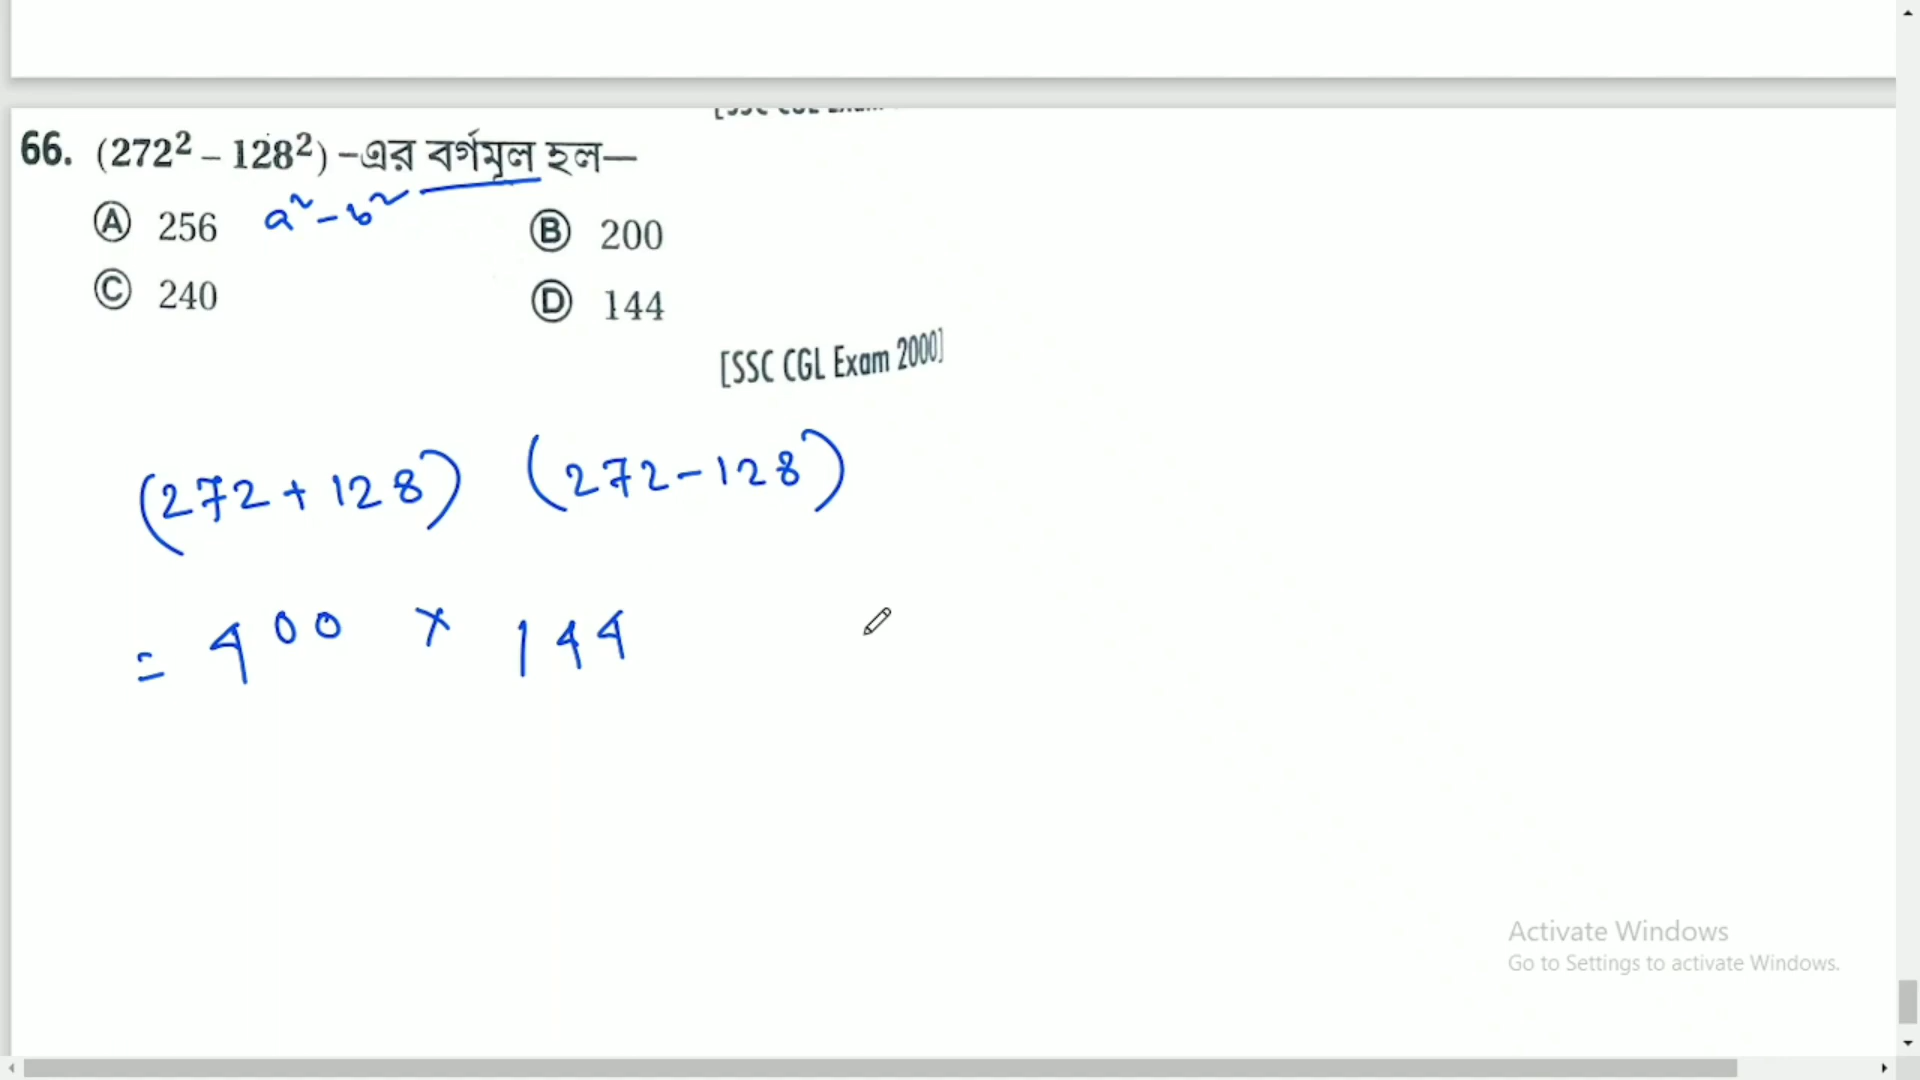 66. (272² – 128²) –এর বর্গমূল হল—
a² – b²
Ⓐ 256 Ⓑ 200
Ⓒ 240 Ⓓ 144
[SSC CGL Exam 2000]
(272 + 128) (272 – 128)
= 400 × 144
Activate Windows
Go to Settings to activate Windows.